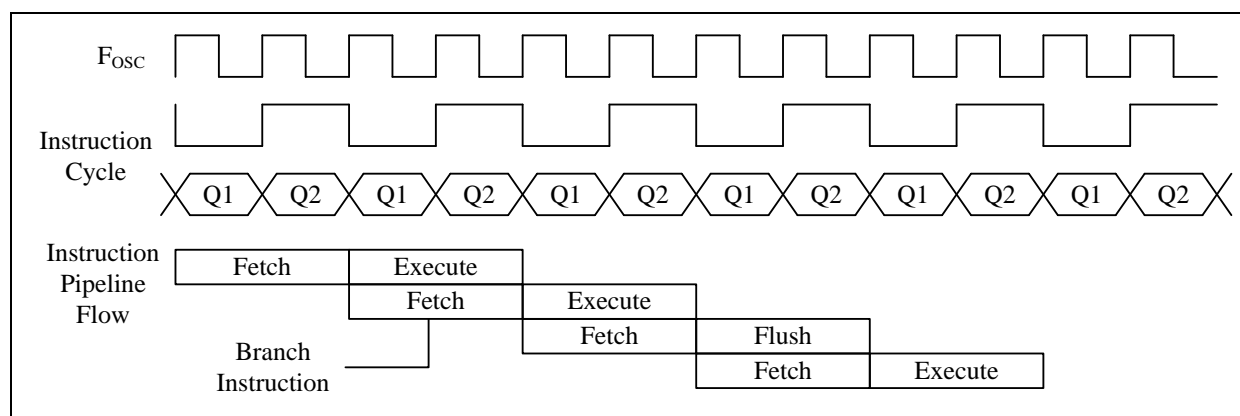 FOSC
Instruction
Cycle
Q1 Q2 Q1 Q2 Q1 Q2 Q1 Q2 Q1 Q2 Q1 Q2
Instruction
Pipeline
Flow
Fetch Execute
Fetch Execute
Fetch Flush
Fetch Execute
Branch
Instruction